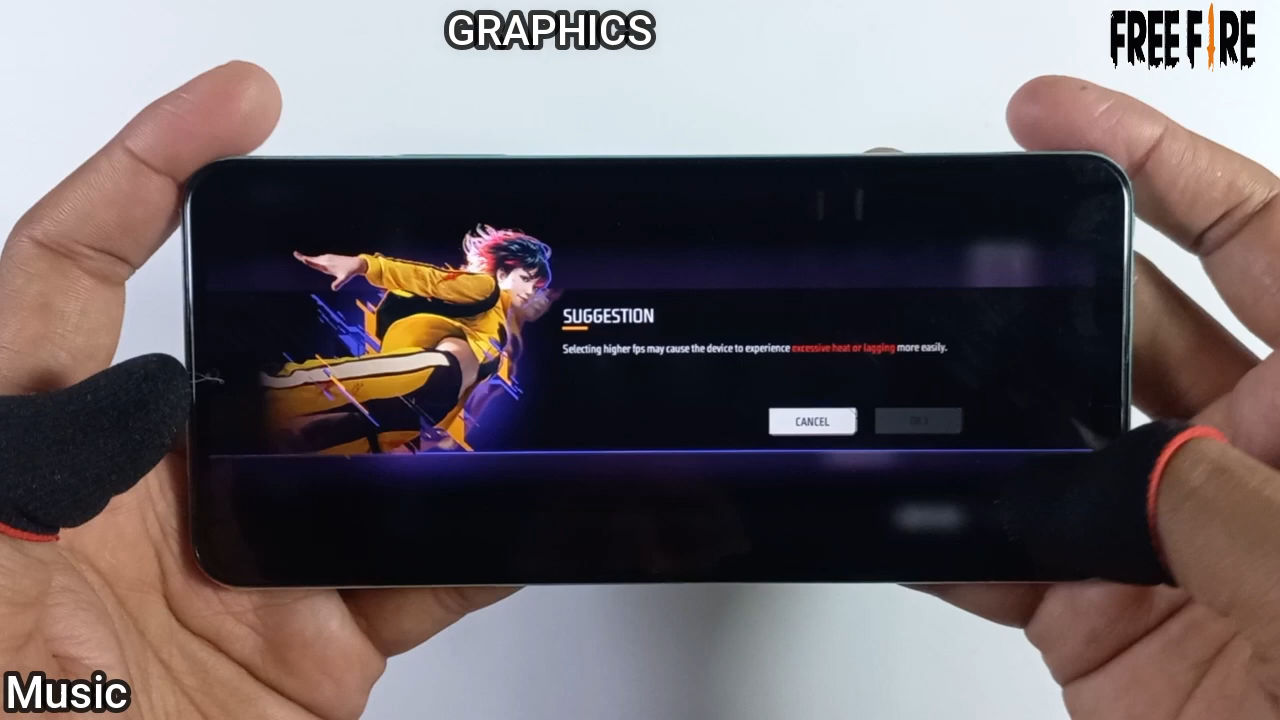 GRAPHICS
FREE FIRE
SUGGESTION
Selecting higher fps may cause the device to experience excessive heat or lagging more easily.
CANCEL
Music